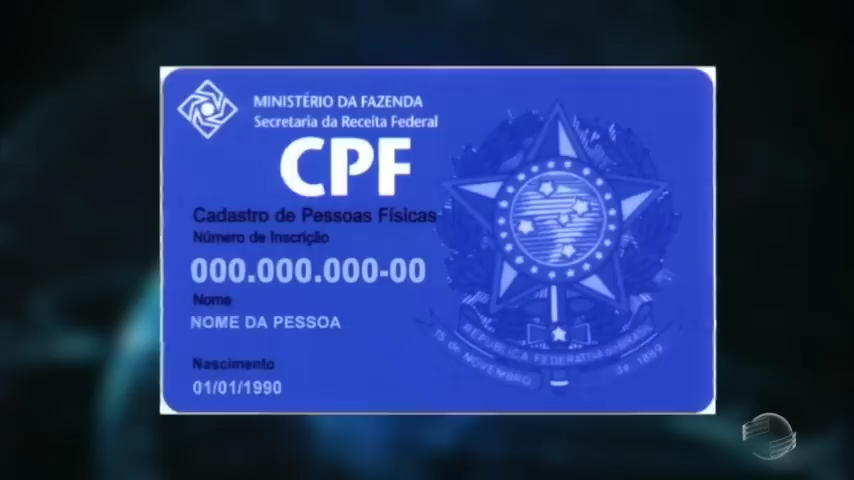 MINISTÉRIO DA FAZENDA
Secretaria da Receita Federal
CPF
Cadastro de Pessoas Físicas
Número de Inscrição
000.000.000-00
Nome
NOME DA PESSOA
Nascimento
01/01/1990
REPÚBLICA FEDERATIVA DO BRASIL
15 de NOVEMBRO de 1889